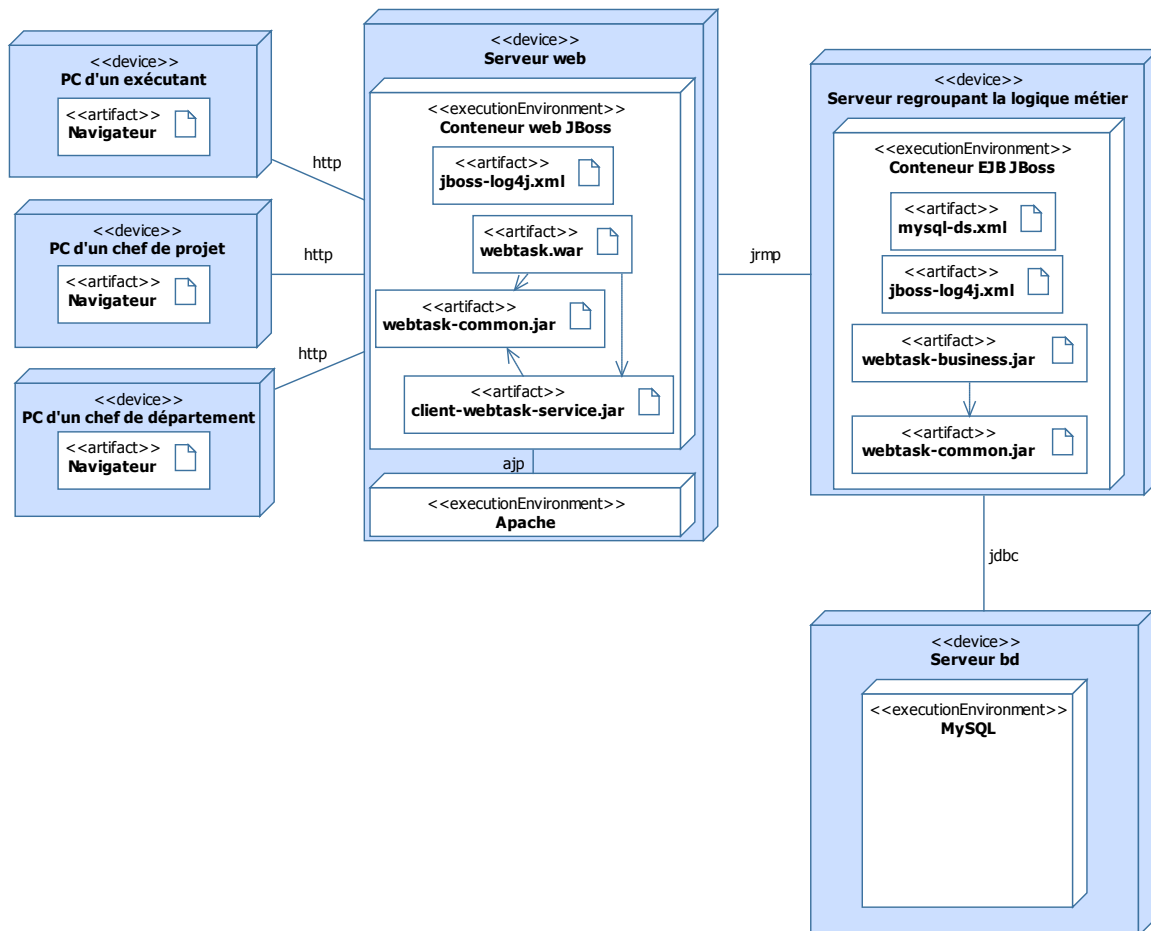 <<device>>
PC d'un exécutant
<<artifact>>
Navigateur
http
<<device>>
PC d'un chef de projet
<<artifact>>
Navigateur
http
<<device>>
PC d'un chef de département
<<artifact>>
Navigateur
http
<<device>>
Serveur web
<<executionEnvironment>>
Conteneur web JBoss
<<artifact>>
jboss-log4j.xml
<<artifact>>
webtask.war
<<artifact>>
webtask-common.jar
<<artifact>>
client-webtask-service.jar
ajp
<<executionEnvironment>>
Apache
jrmp
<<device>>
Serveur regroupant la logique métier
<<executionEnvironment>>
Conteneur EJB JBoss
<<artifact>>
mysql-ds.xml
<<artifact>>
jboss-log4j.xml
<<artifact>>
webtask-business.jar
<<artifact>>
webtask-common.jar
jdbc
<<device>>
Serveur bd
<<executionEnvironment>>
MySQL